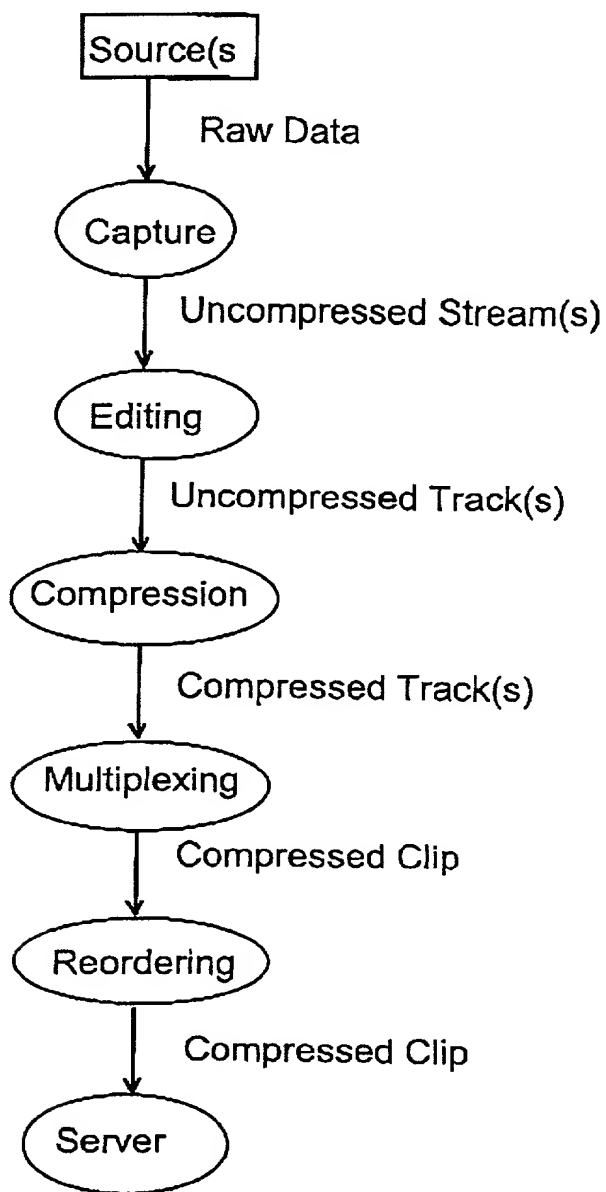 Source(s
Raw Data
Capture
Uncompressed Stream(s)
Editing
Uncompressed Track(s)
Compression
Compressed Track(s)
Multiplexing
Compressed Clip
Reordering
Compressed Clip
Server